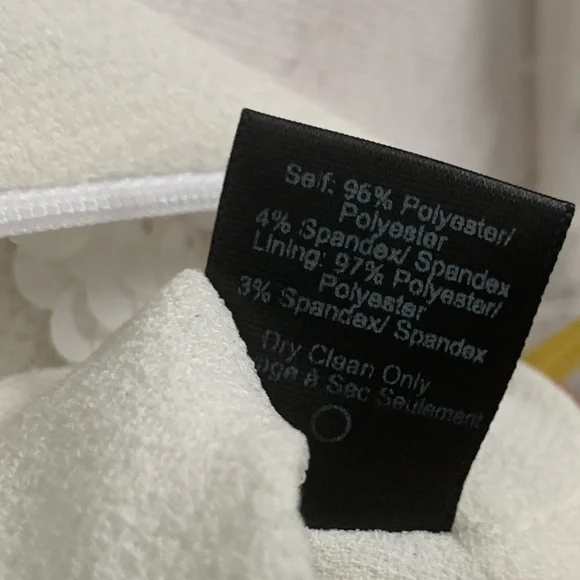 Self: 96% Polyester/
Polyester
4% Spandex/ Spandex
Lining: 97% Polyester/
Polyester
3% Spandex/ Spandex
Dry Clean Only
à Sec Seulement